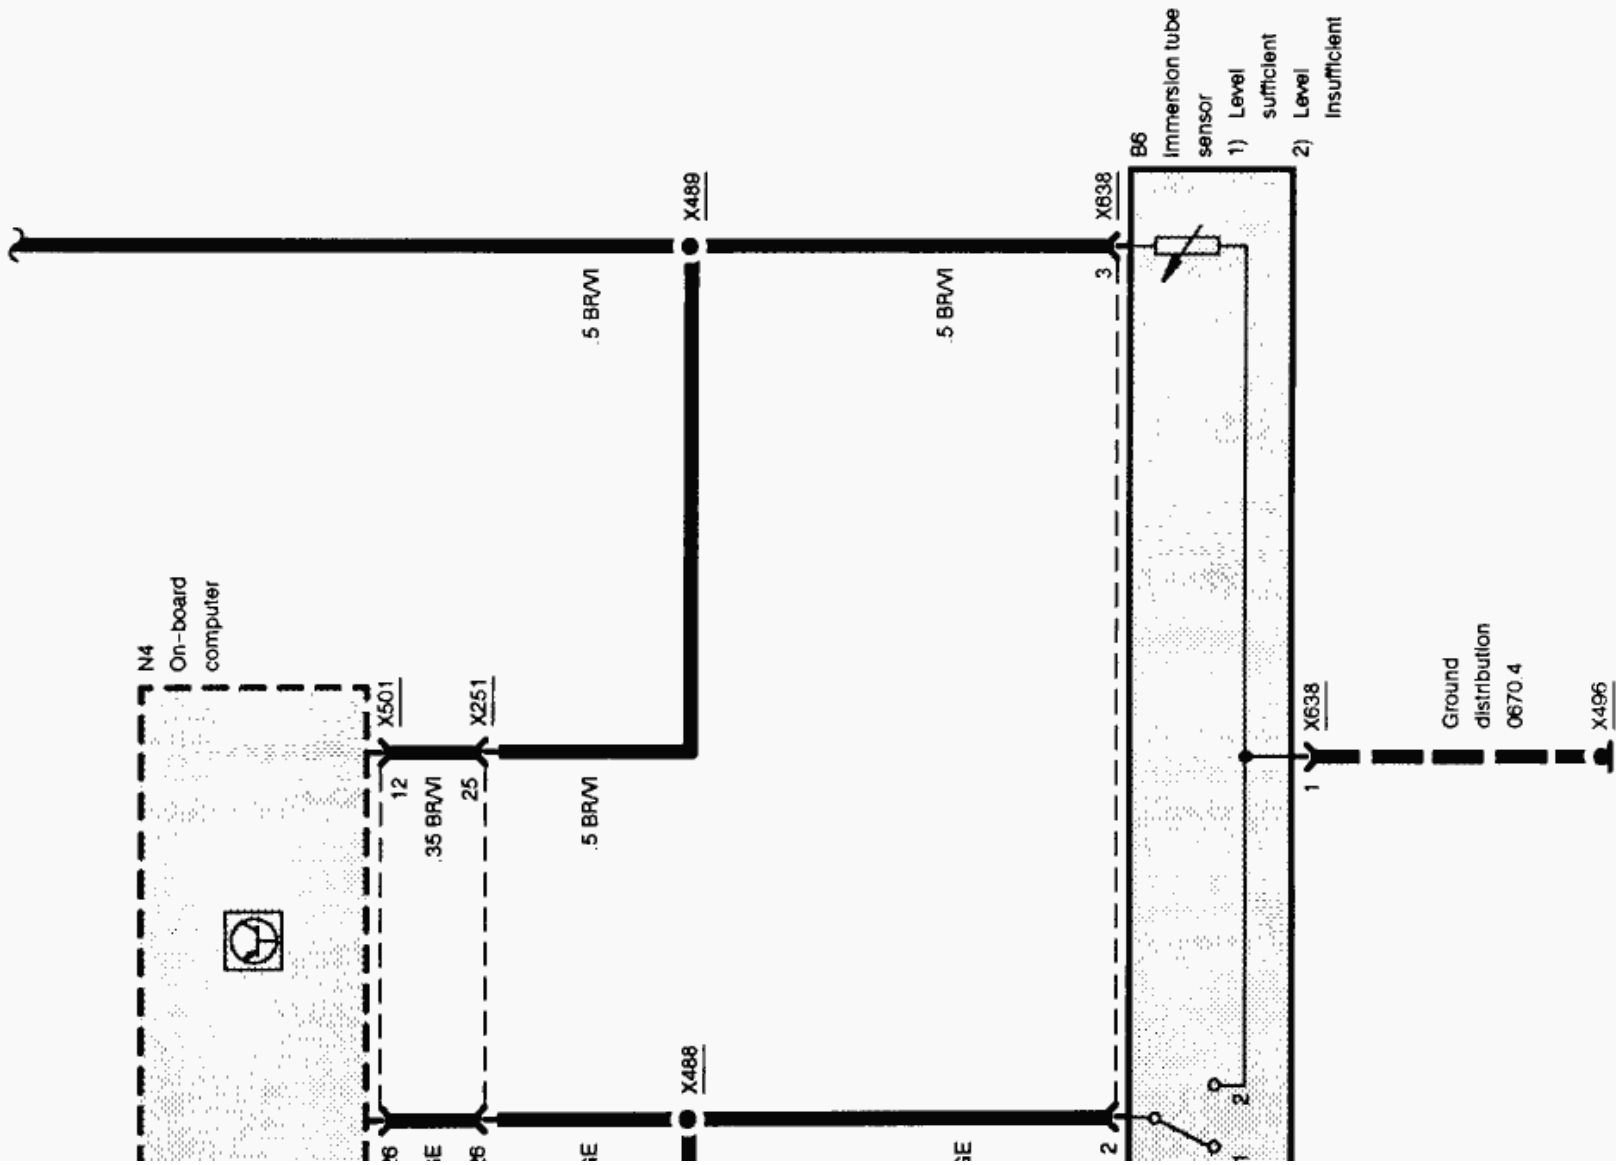 B6
Immersion tube
sensor
1) Level
sufficient
2) Level
Insufficient
X489
X638
.5 BR/VI
.5 BR/VI
3
N4
On-board
computer
X501
X251
12
.35 BR/VI
25
.5 BR/VI
X638
1
Ground
distribution
0670.4
X496
X488
2
2
1